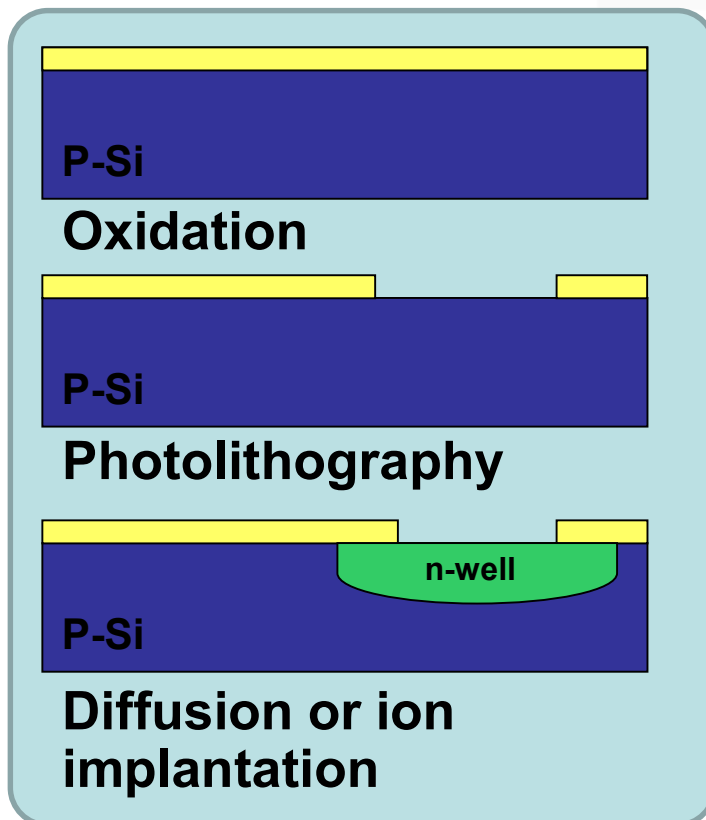 P-Si
Oxidation
P-Si
Photolithography
n-well
P-Si
Diffusion or ion
implantation